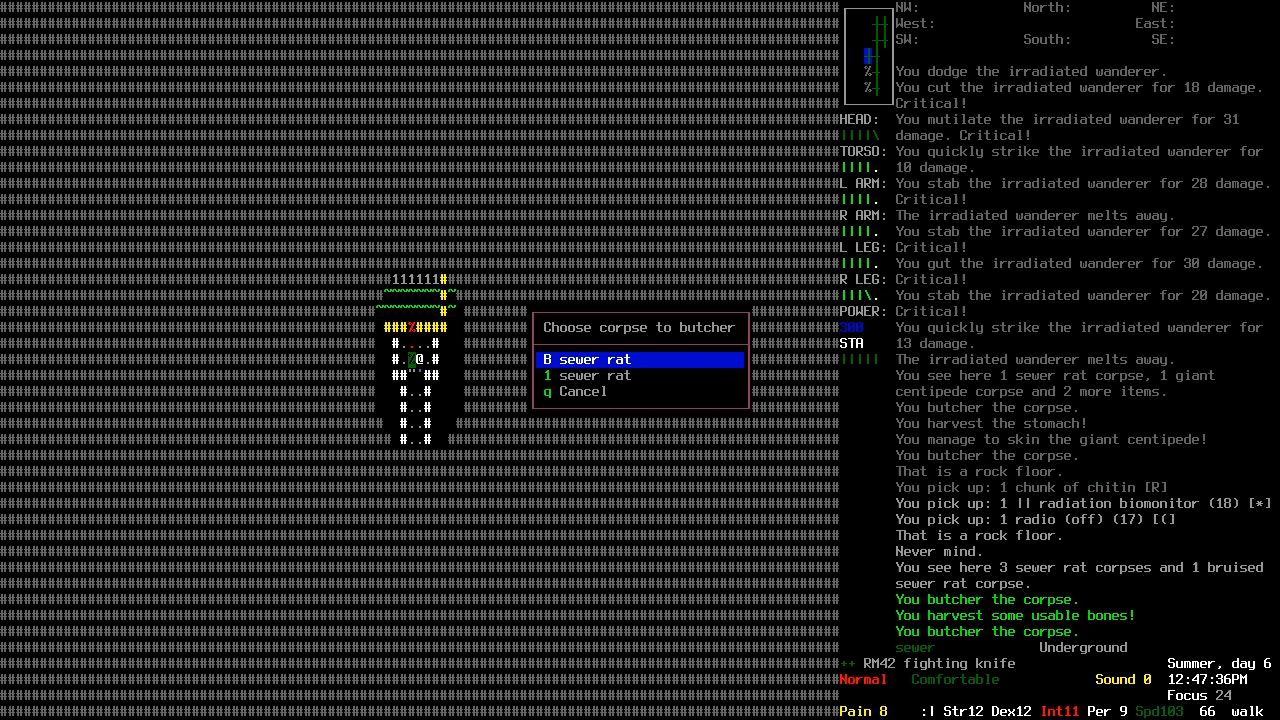 NW: North: NE:
West: East:
SW: South: SE:
You dodge the irradiated wanderer.
You cut the irradiated wanderer for 18 damage.
Critical!
HEAD: You mutilate the irradiated wanderer for 31
damage. Critical!
TORSO: You quickly strike the irradiated wanderer for
10 damage.
L ARM: You stab the irradiated wanderer for 28 damage.
Critical!
R ARM: The irradiated wanderer melts away.
You stab the irradiated wanderer for 27 damage.
L LEG: Critical!
You gut the irradiated wanderer for 30 damage.
R LEG: Critical!
You stab the irradiated wanderer for 20 damage.
POWER: Critical!
300 You quickly strike the irradiated wanderer for
STA 13 damage.
The irradiated wanderer melts away.
You see here 1 sewer rat corpse, 1 giant
centipede corpse and 2 more items.
You butcher the corpse.
You harvest the stomach!
You manage to skin the giant centipede!
You butcher the corpse.
That is a rock floor.
You pick up: 1 chunk of chitin [R]
You pick up: 1 || radiation biomonitor (18) [*]
You pick up: 1 radio (off) (17) [(]
That is a rock floor.
Never mind.
You see here 3 sewer rat corpses and 1 bruised
sewer rat corpse.
You butcher the corpse.
You harvest some usable bones!
You butcher the corpse.
sewer Underground
++ RM42 fighting knife Summer, day 6
Normal Comfortable Sound 0 12:47:36PM
Focus 24
Pain 8 :| Str12 Dex12 Int11 Per 9 Spd103 66 walk
Choose corpse to butcher
B sewer rat
1 sewer rat
q Cancel